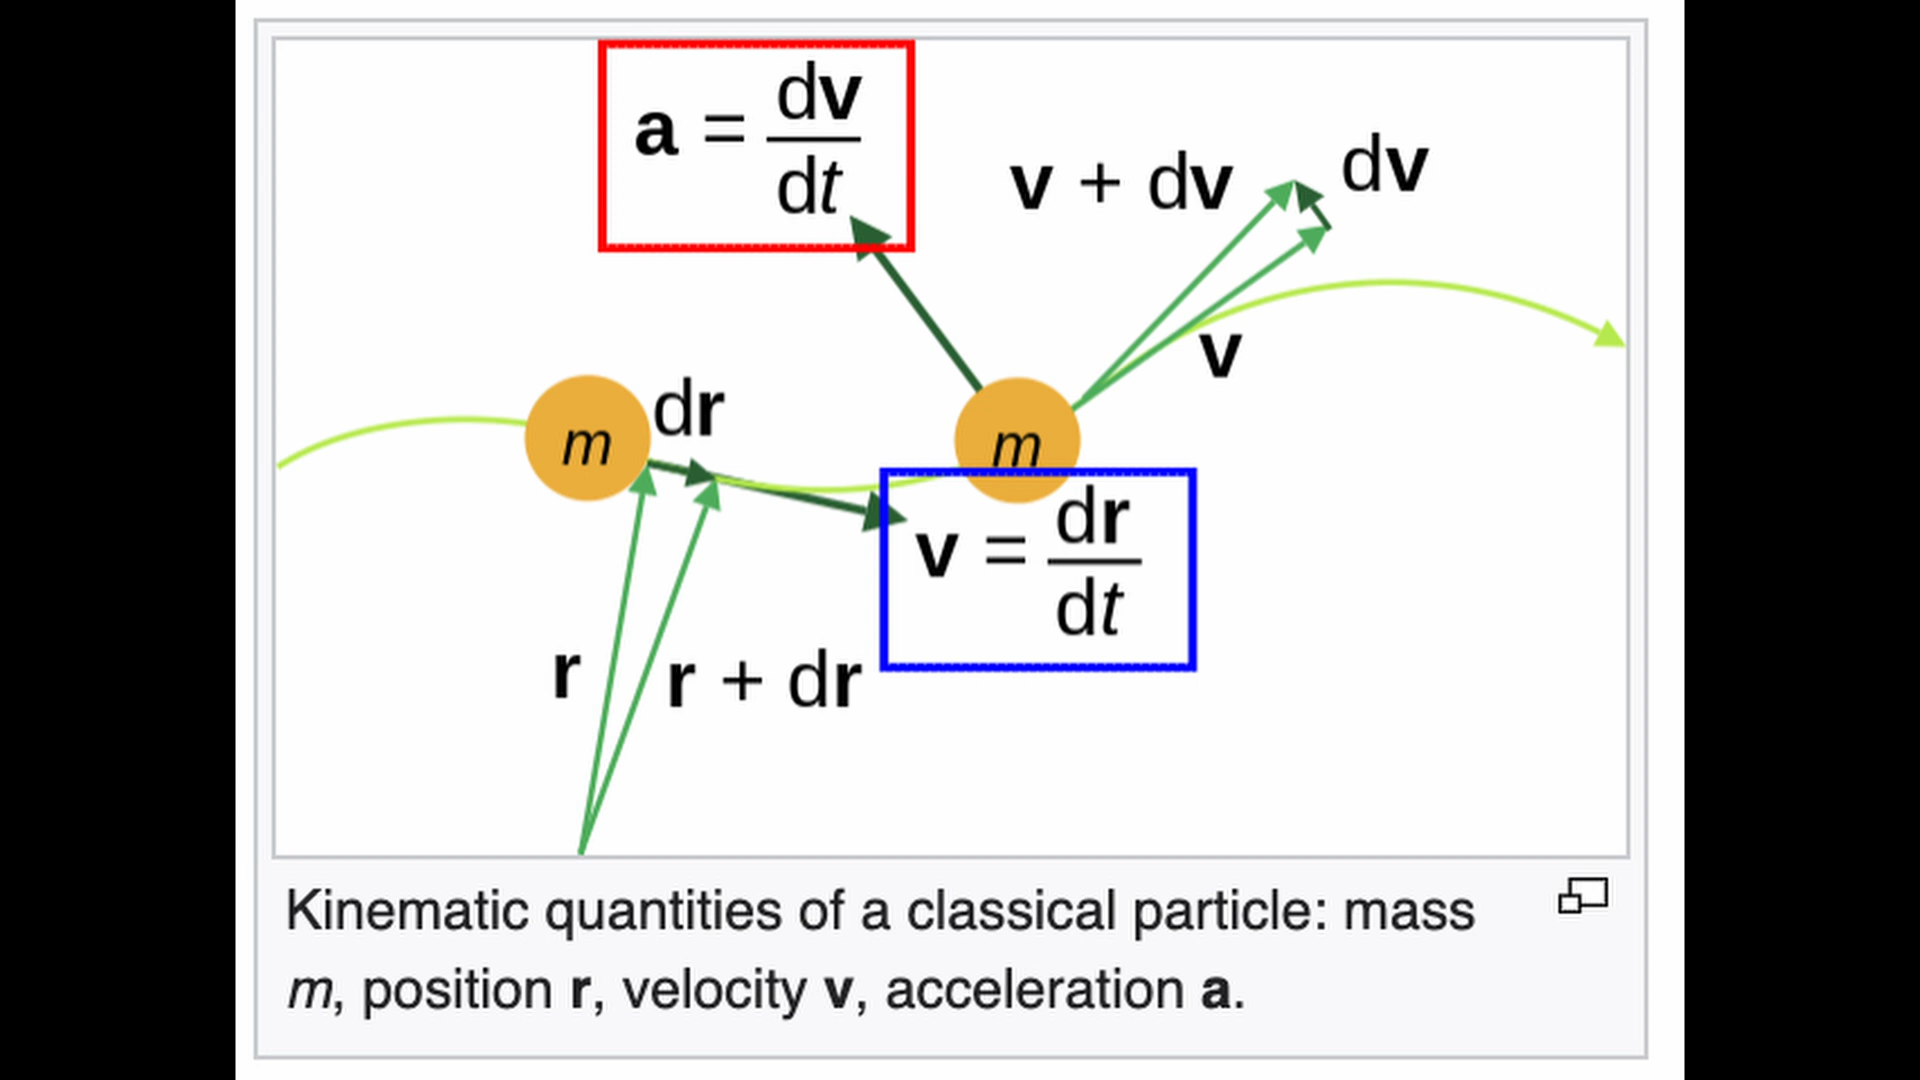 a = dv/dt
v + dv
dv
v
m
dr
m
v = dr/dt
r
r + dr
Kinematic quantities of a classical particle: mass
m, position r, velocity v, acceleration a.